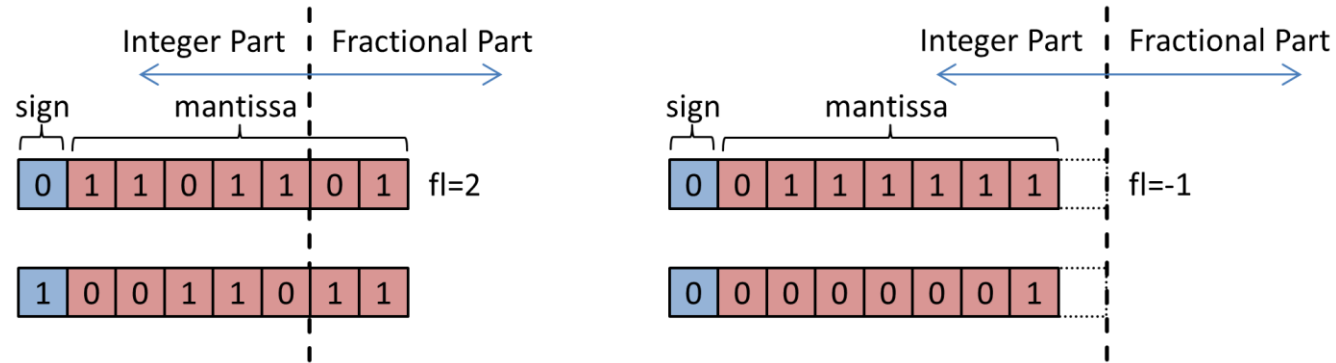 Integer Part Fractional Part
sign mantissa
0 1 1 0 1 1 0 1 fl=2
1 0 0 1 1 0 1 1
Integer Part Fractional Part
sign mantissa
0 0 1 1 1 1 1 1 fl=-1
0 0 0 0 0 0 0 1